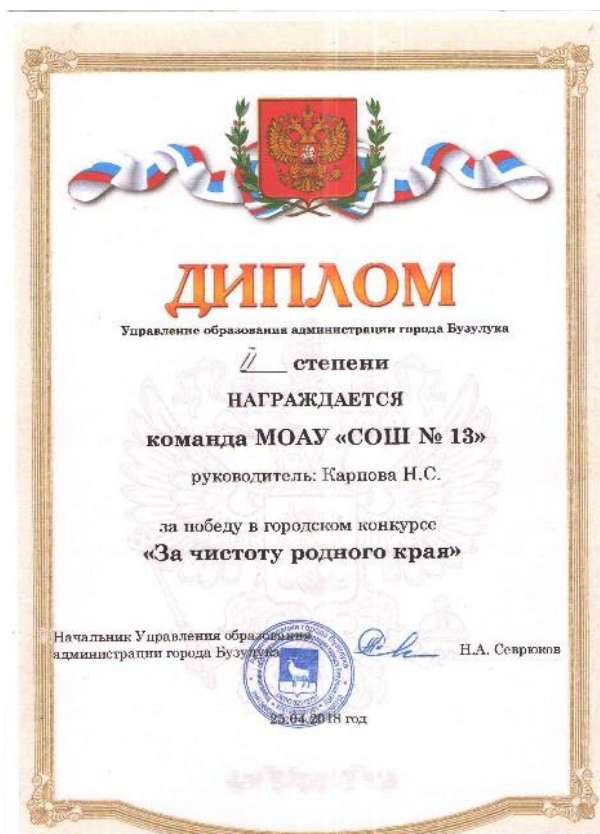 ДИПЛОМ
Управление образования администрации города Бузулука
II степени
НАГРАЖДАЕТСЯ
команда МОАУ «СОШ № 13»
руководитель: Карпова Н.С.
за победу в городском конкурсе
«За чистоту родного края»
Начальник Управления образования
администрации города Бузулука
Н.А. Севрюков
25.04.2018 год